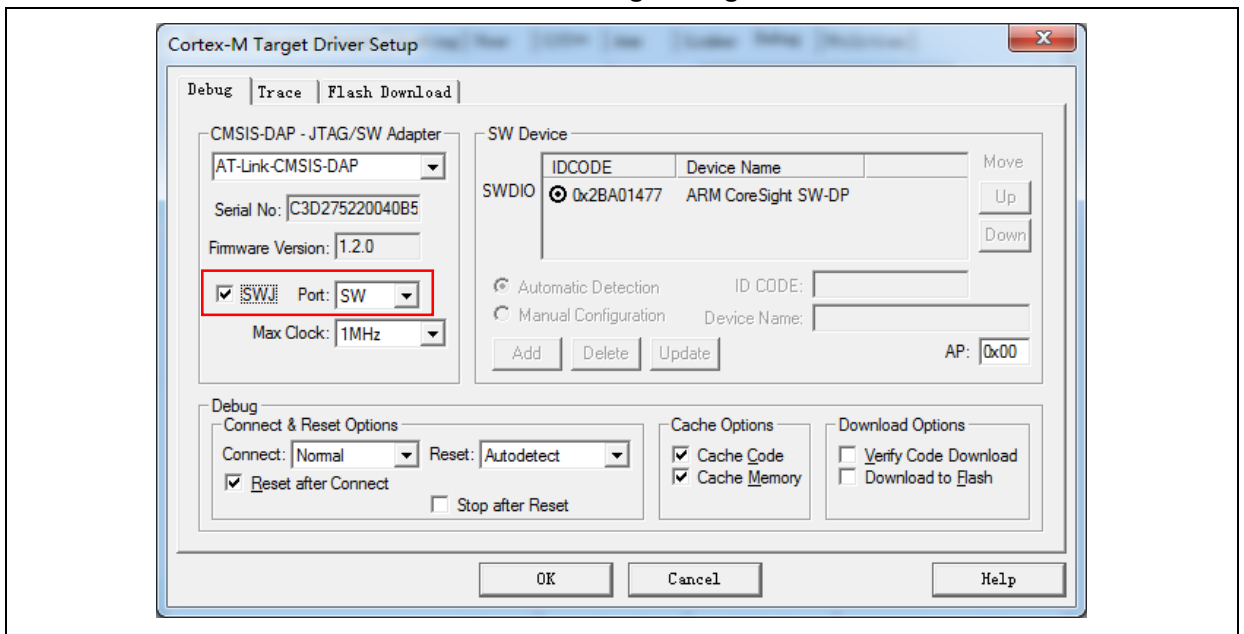 Cortex-M Target Driver Setup
Debug Trace Flash Download
CMSIS-DAP - JTAG/SW Adapter
AT-Link-CMSIS-DAP
Serial No: C3D275220040B5
Firmware Version: 1.2.0
SWJ Port: SW
Max Clock: 1MHz
SW Device
IDCODE Device Name
SWDIO 0x2BA01477 ARM CoreSight SW-DP
Move
Up
Down
Automatic Detection ID CODE:
Manual Configuration Device Name:
Add Delete Update AP: 0x00
Debug
Connect & Reset Options
Connect: Normal Reset: Autodetect
Reset after Connect
Stop after Reset
Cache Options
Cache Code
Cache Memory
Download Options
Verify Code Download
Download to Flash
OK Cancel Help